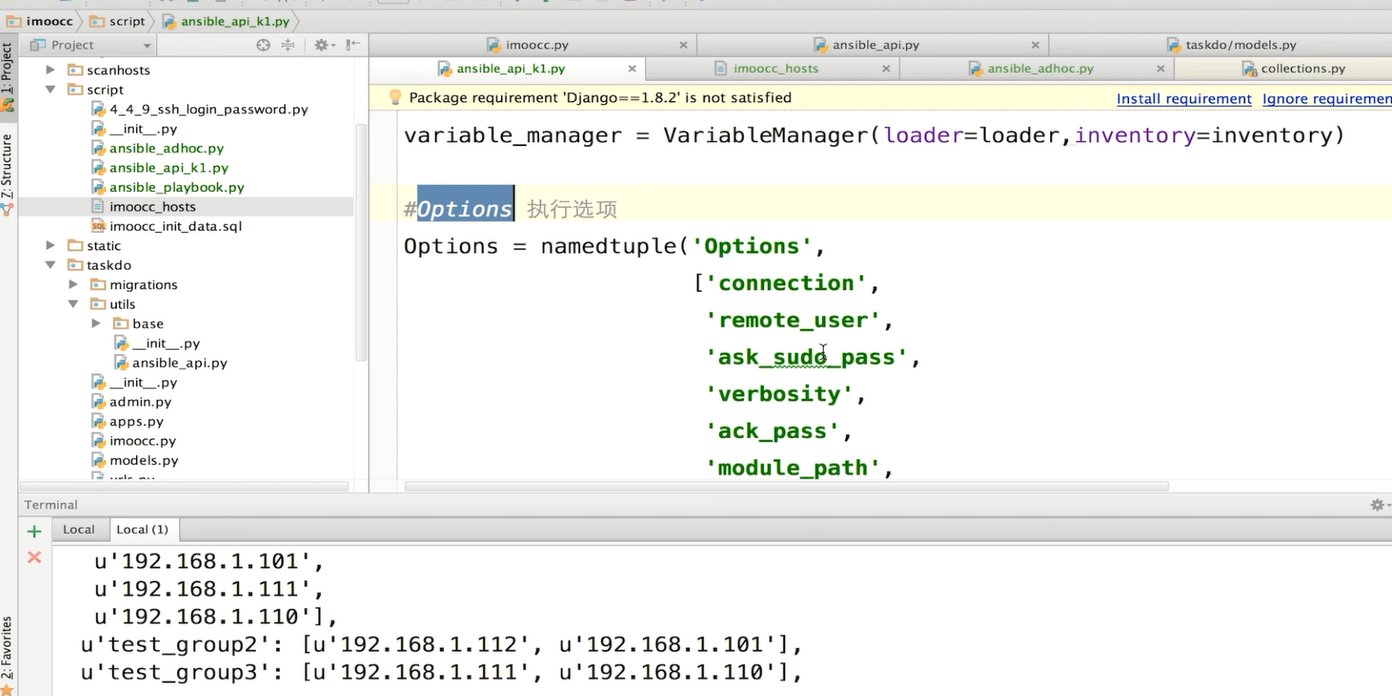 imoocc script ansible_api_k1.py
1: Project
7: Structure
2: Favorites
Project
scanhosts
script
4_4_9_ssh_login_password.py
__init__.py
ansible_adhoc.py
ansible_api_k1.py
ansible_playbook.py
imoocc_hosts
imoocc_init_data.sql
static
taskdo
migrations
utils
base
__init__.py
ansible_api.py
__init__.py
admin.py
apps.py
imoocc.py
models.py
urls.py
imoocc.py ansible_api.py taskdo/models.py
ansible_api_k1.py imoocc_hosts ansible_adhoc.py collections.py
Package requirement 'Django==1.8.2' is not satisfied Install requirement Ignore requiremen
variable_manager = VariableManager(loader=loader,inventory=inventory)
#Options 执行选项
Options = namedtuple('Options',
['connection',
'remote_user',
'ask_sudo_pass',
'verbosity',
'ack_pass',
'module_path',
Terminal
Local Local (1)
u'192.168.1.101',
u'192.168.1.111',
u'192.168.1.110'],
u'test_group2': [u'192.168.1.112', u'192.168.1.101'],
u'test_group3': [u'192.168.1.111', u'192.168.1.110'],